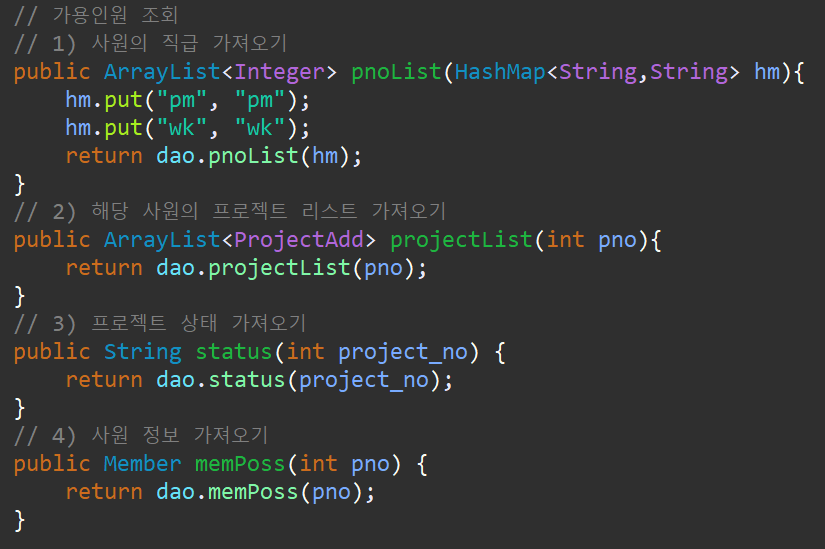 // 가용인원 조회
// 1) 사원의 직급 가져오기
public ArrayList<Integer> pnoList(HashMap<String,String> hm){
    hm.put("pm", "pm");
    hm.put("wk", "wk");
    return dao.pnoList(hm);
}
// 2) 해당 사원의 프로젝트 리스트 가져오기
public ArrayList<ProjectAdd> projectList(int pno){
    return dao.projectList(pno);
}
// 3) 프로젝트 상태 가져오기
public String status(int project_no) {
    return dao.status(project_no);
}
// 4) 사원 정보 가져오기
public Member memPoss(int pno) {
    return dao.memPoss(pno);
}